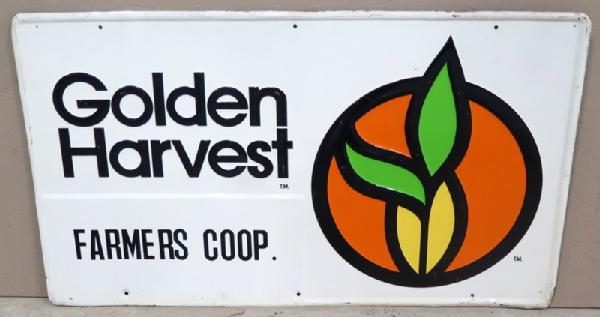 Golden
Harvest
TM.
FARMERS COOP.
TM.